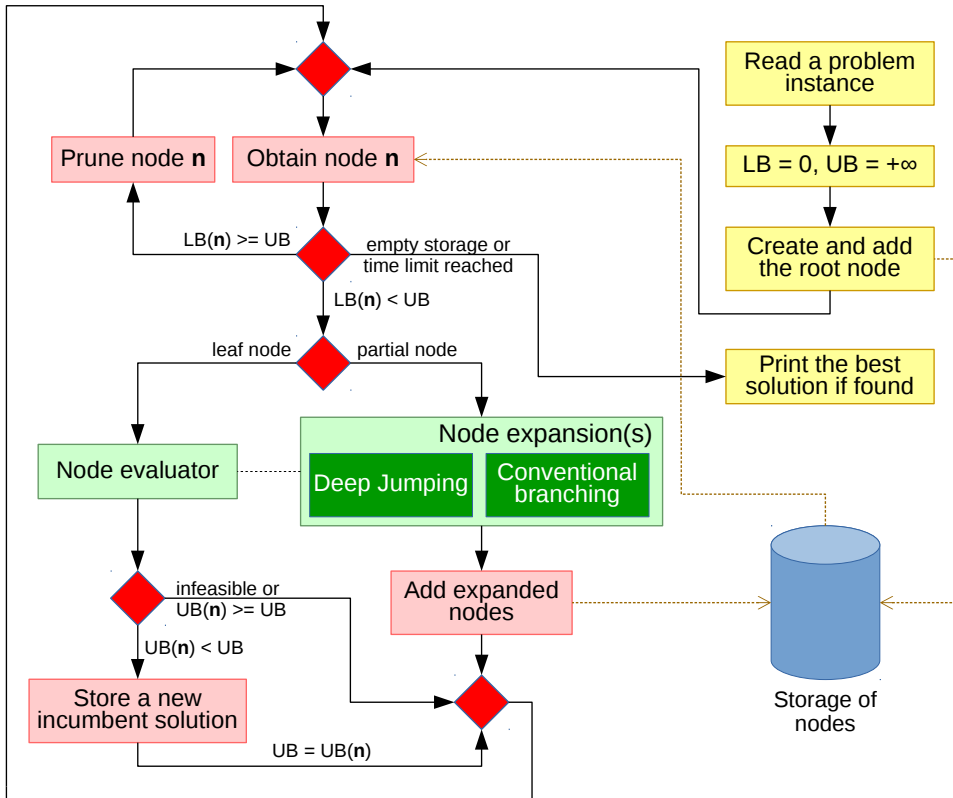 Read a problem
instance
Prune node n
Obtain node n
LB = 0, UB = +∞
LB(n) >= UB
empty storage or
time limit reached
Create and add
the root node
LB(n) < UB
leaf node
partial node
Print the best
solution if found
Node expansion(s)
Node evaluator
Deep Jumping
Conventional
branching
infeasible or
UB(n) >= UB
Add expanded
nodes
UB(n) < UB
Store a new
incumbent solution
Storage of
nodes
UB = UB(n)